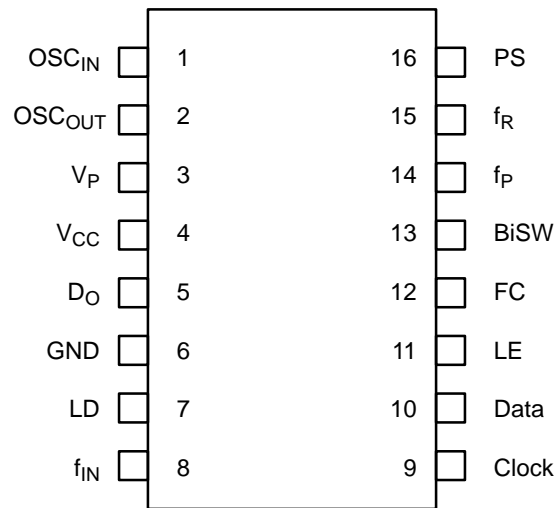 OSC_IN 1 16 PS
OSC_OUT 2 15 f_R
V_P 3 14 f_P
V_CC 4 13 BiSW
D_O 5 12 FC
GND 6 11 LE
LD 7 10 Data
f_IN 8 9 Clock